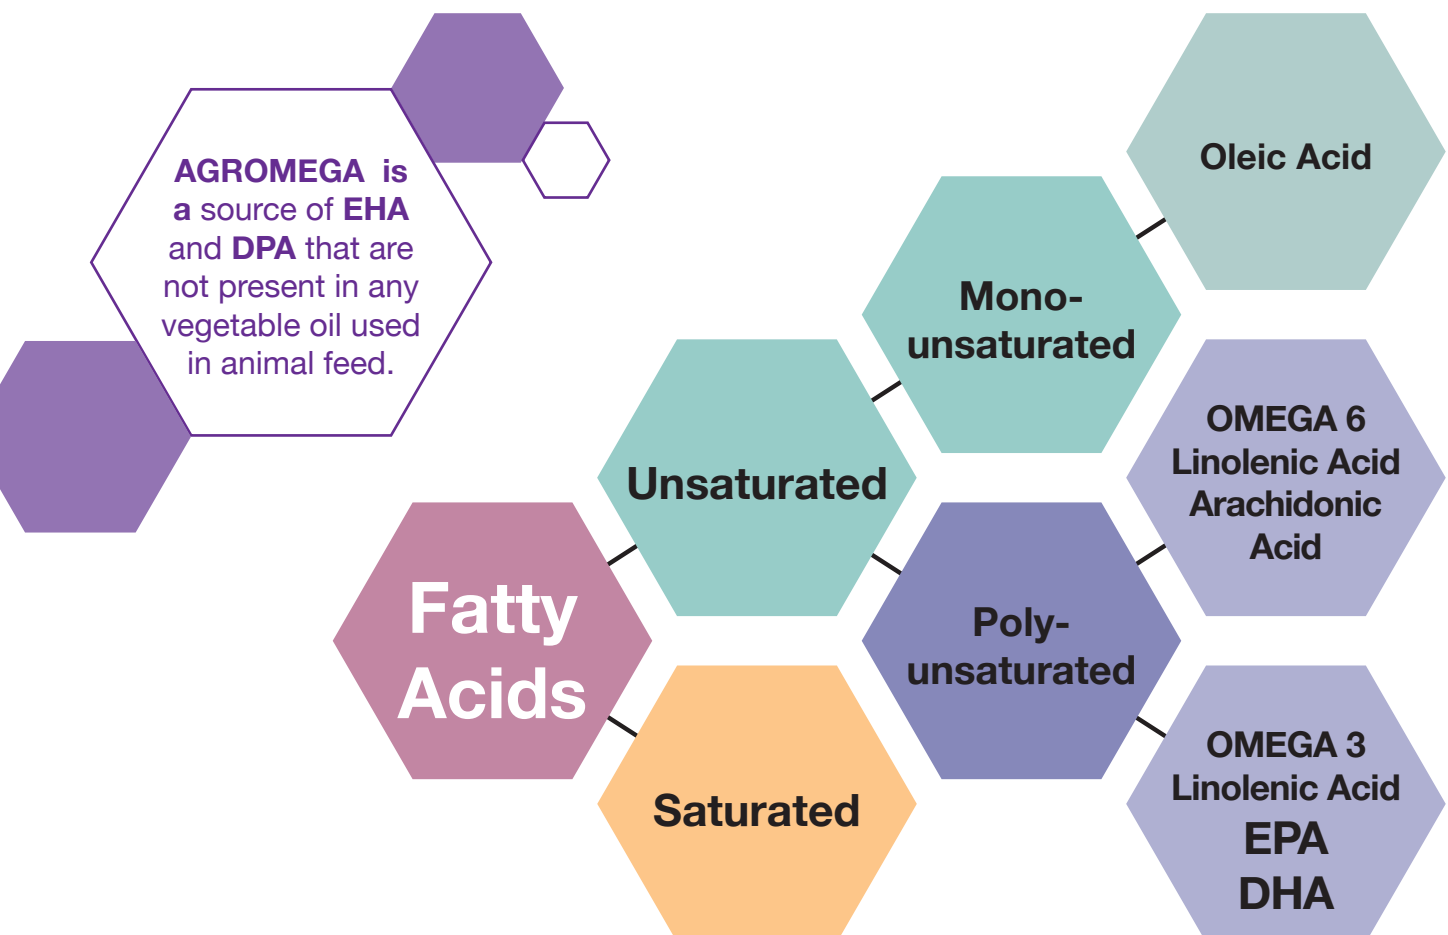 AGROMEGA is
a source of EHA
and DPA that are
not present in any
vegetable oil used
in animal feed.
Oleic Acid
Mono-
unsaturated
Unsaturated
OMEGA 6
Linolenic Acid
Arachidonic
Acid
Fatty
Acids
Poly-
unsaturated
Saturated
OMEGA 3
Linolenic Acid
EPA
DHA